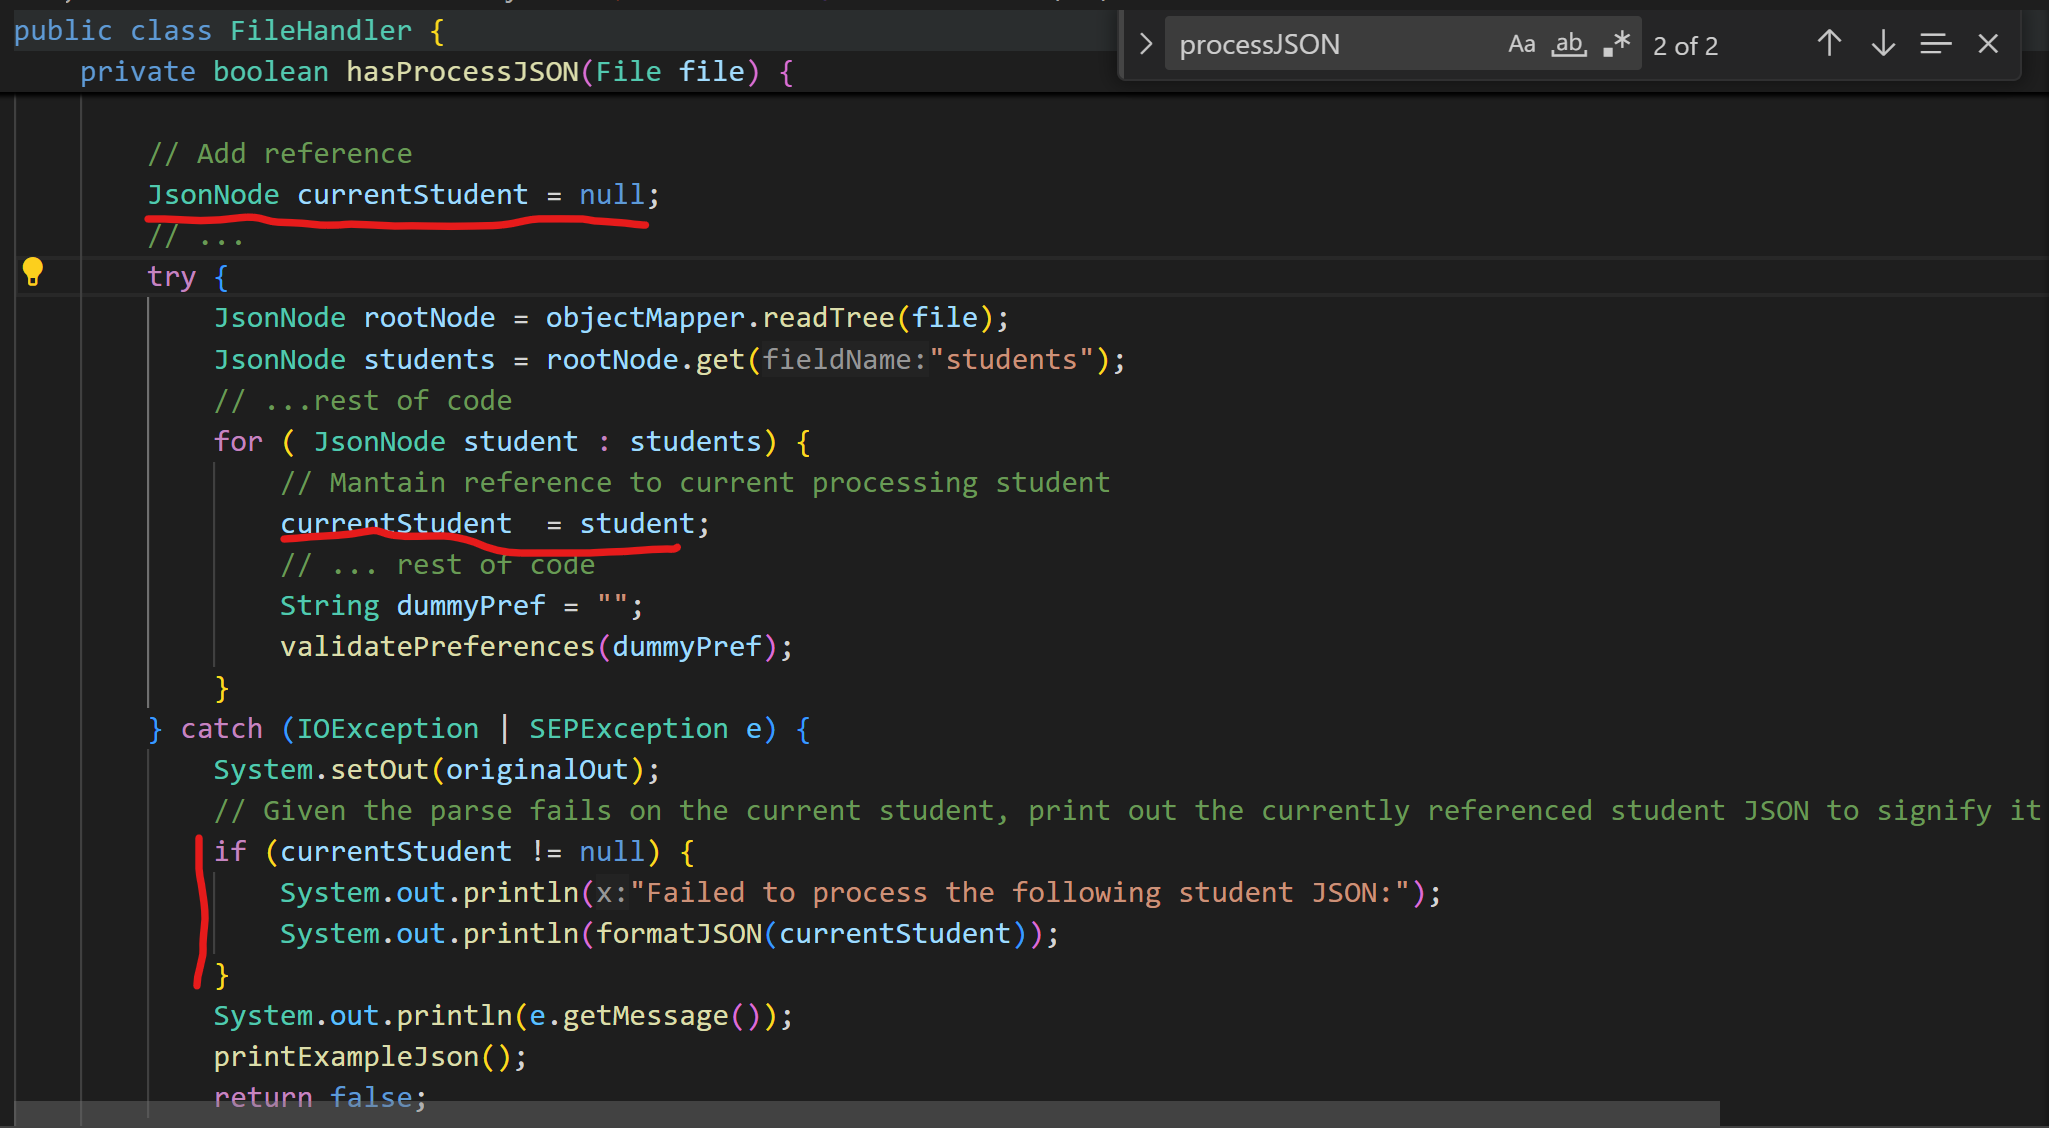 public class FileHandler {
processJSON Aa ab .* 2 of 2
private boolean hasProcessJSON(File file) {
// Add reference
JsonNode currentStudent = null;
// ...
try {
JsonNode rootNode = objectMapper.readTree(file);
JsonNode students = rootNode.get(fieldName:"students");
// ...rest of code
for ( JsonNode student : students) {
// Mantain reference to current processing student
currentStudent  = student;
// ... rest of code
String dummyPref = "";
validatePreferences(dummyPref);
}
} catch (IOException | SEPException e) {
System.setOut(originalOut);
// Given the parse fails on the current student, print out the currently referenced student JSON to signify it
if (currentStudent != null) {
System.out.println(x:"Failed to process the following student JSON:");
System.out.println(formatJSON(currentStudent));
}
System.out.println(e.getMessage());
printExampleJson();
return false;